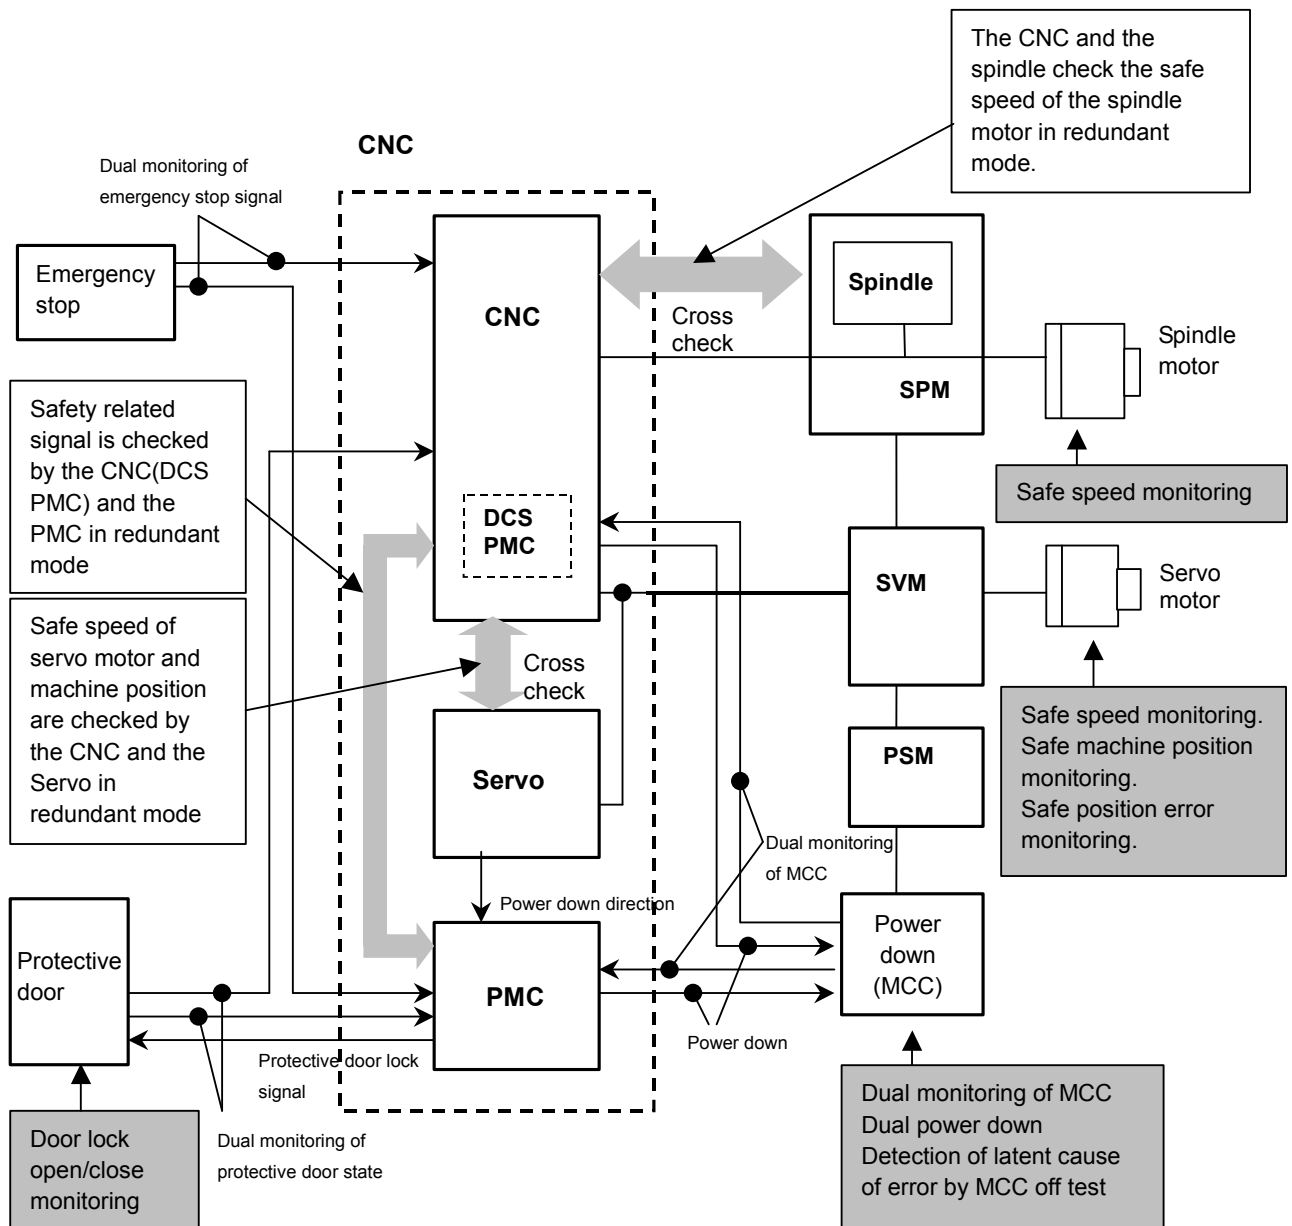 The CNC and the
spindle check the safe
speed of the spindle
motor in redundant
mode.
CNC
Dual monitoring of
emergency stop signal
Emergency
stop
CNC
Cross
check
Spindle
SPM
Spindle
motor
Safe speed monitoring
Safety related
signal is checked
by the CNC(DCS
PMC) and the
PMC in redundant
mode
DCS
PMC
SVM
Servo
motor
Safe speed of
servo motor and
machine position
are checked by
the CNC and the
Servo in
redundant mode
Cross
check
Servo
PSM
Safe speed monitoring.
Safe machine position
monitoring.
Safe position error
monitoring.
Dual monitoring
of MCC
Power down direction
Protective
door
PMC
Power
down
(MCC)
Power down
Protective door lock
signal
Door lock
open/close
monitoring
Dual monitoring of
protective door state
Dual monitoring of MCC
Dual power down
Detection of latent cause
of error by MCC off test